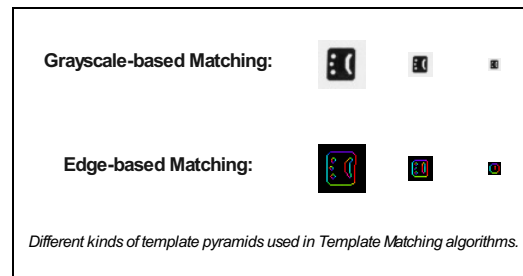 Grayscale-based Matching:
Edge-based Matching:
Different kinds of template pyramids used in Template Matching algorithms.